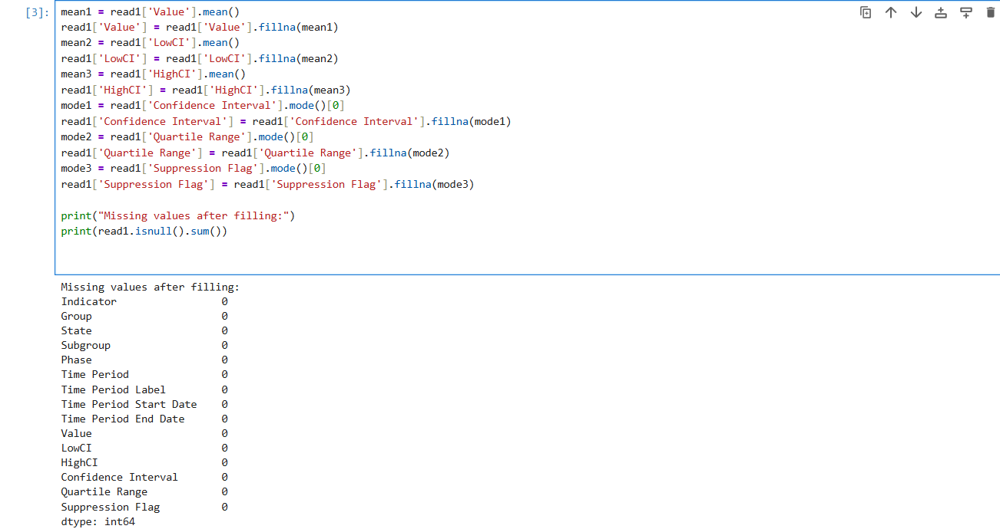 [3]:
mean1 = read1['Value'].mean()
read1['Value'] = read1['Value'].fillna(mean1)
mean2 = read1['LowCI'].mean()
read1['LowCI'] = read1['LowCI'].fillna(mean2)
mean3 = read1['HighCI'].mean()
read1['HighCI'] = read1['HighCI'].fillna(mean3)
mode1 = read1['Confidence Interval'].mode()[0]
read1['Confidence Interval'] = read1['Confidence Interval'].fillna(mode1)
mode2 = read1['Quartile Range'].mode()[0]
read1['Quartile Range'] = read1['Quartile Range'].fillna(mode2)
mode3 = read1['Suppression Flag'].mode()[0]
read1['Suppression Flag'] = read1['Suppression Flag'].fillna(mode3)
print("Missing values after filling:")
print(read1.isnull().sum())
Missing values after filling:
Indicator 0
Group 0
State 0
Subgroup 0
Phase 0
Time Period 0
Time Period Label 0
Time Period Start Date 0
Time Period End Date 0
Value 0
LowCI 0
HighCI 0
Confidence Interval 0
Quartile Range 0
Suppression Flag 0
dtype: int64